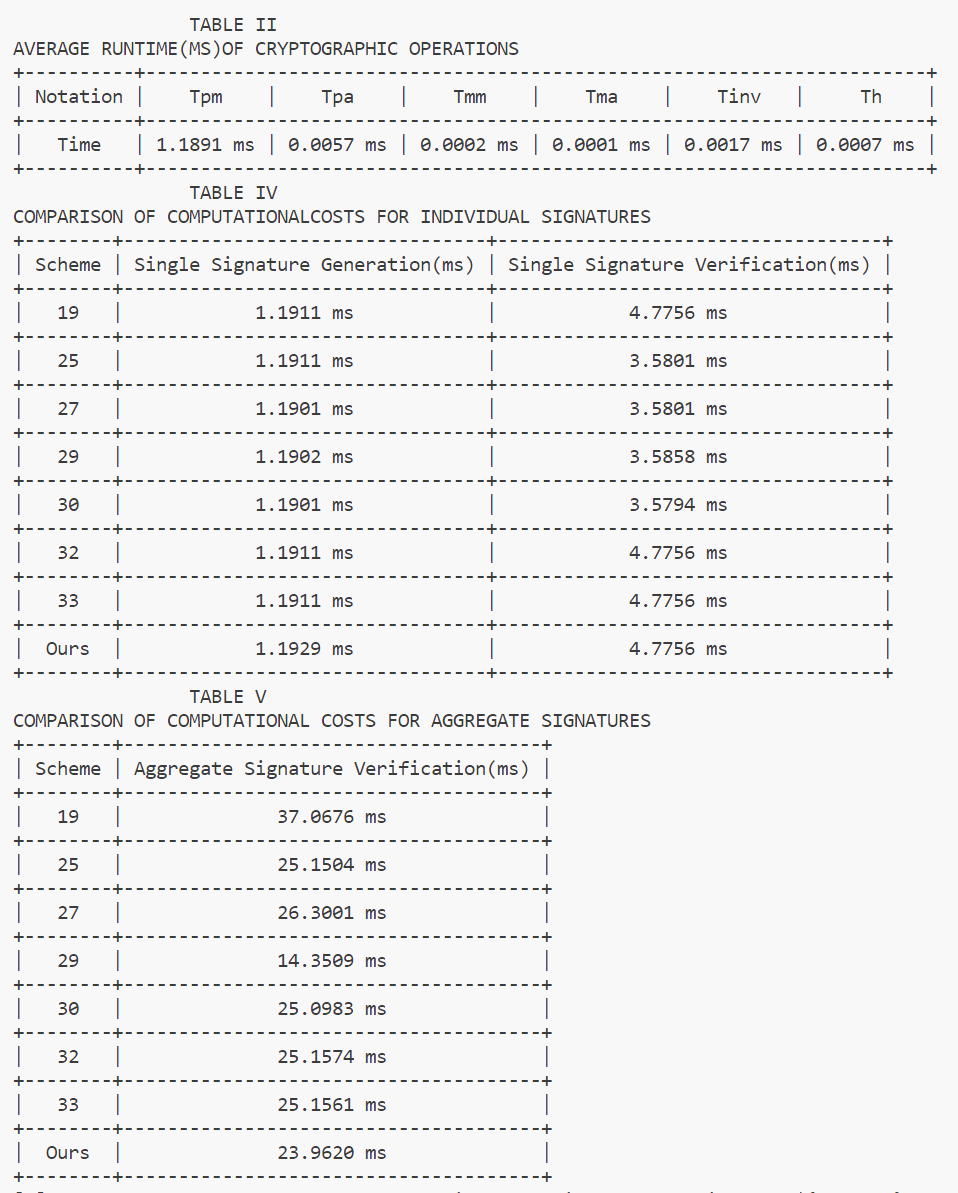 TABLE II
AVERAGE RUNTIME(MS)OF CRYPTOGRAPHIC OPERATIONS
+----------+-----------------------------------------------------------------------+
| Notation | Tpm | Tpa | Tmm | Tma | Tinv | Th |
+----------+-----------------------------------------------------------------------+
| Time | 1.1891 ms | 0.0057 ms | 0.0002 ms | 0.0001 ms | 0.0017 ms | 0.0007 ms |
+----------+-----------------------------------------------------------------------+
TABLE IV
COMPARISON OF COMPUTATIONALCOSTS FOR INDIVIDUAL SIGNATURES
+--------+---------------------------------+-----------------------------------+
| Scheme | Single Signature Generation(ms) | Single Signature Verification(ms) |
+--------+---------------------------------+-----------------------------------+
| 19 | 1.1911 ms | 4.7756 ms |
+--------+---------------------------------+-----------------------------------+
| 25 | 1.1911 ms | 3.5801 ms |
+--------+---------------------------------+-----------------------------------+
| 27 | 1.1901 ms | 3.5801 ms |
+--------+---------------------------------+-----------------------------------+
| 29 | 1.1902 ms | 3.5858 ms |
+--------+---------------------------------+-----------------------------------+
| 30 | 1.1901 ms | 3.5794 ms |
+--------+---------------------------------+-----------------------------------+
| 32 | 1.1911 ms | 4.7756 ms |
+--------+---------------------------------+-----------------------------------+
| 33 | 1.1911 ms | 4.7756 ms |
+--------+---------------------------------+-----------------------------------+
| Ours | 1.1929 ms | 4.7756 ms |
+--------+---------------------------------+-----------------------------------+
TABLE V
COMPARISON OF COMPUTATIONAL COSTS FOR AGGREGATE SIGNATURES
+--------+--------------------------------------+
| Scheme | Aggregate Signature Verification(ms) |
+--------+--------------------------------------+
| 19 | 37.0676 ms |
+--------+--------------------------------------+
| 25 | 25.1504 ms |
+--------+--------------------------------------+
| 27 | 26.3001 ms |
+--------+--------------------------------------+
| 29 | 14.3509 ms |
+--------+--------------------------------------+
| 30 | 25.0983 ms |
+--------+--------------------------------------+
| 32 | 25.1574 ms |
+--------+--------------------------------------+
| 33 | 25.1561 ms |
+--------+--------------------------------------+
| Ours | 23.9620 ms |
+--------+--------------------------------------+